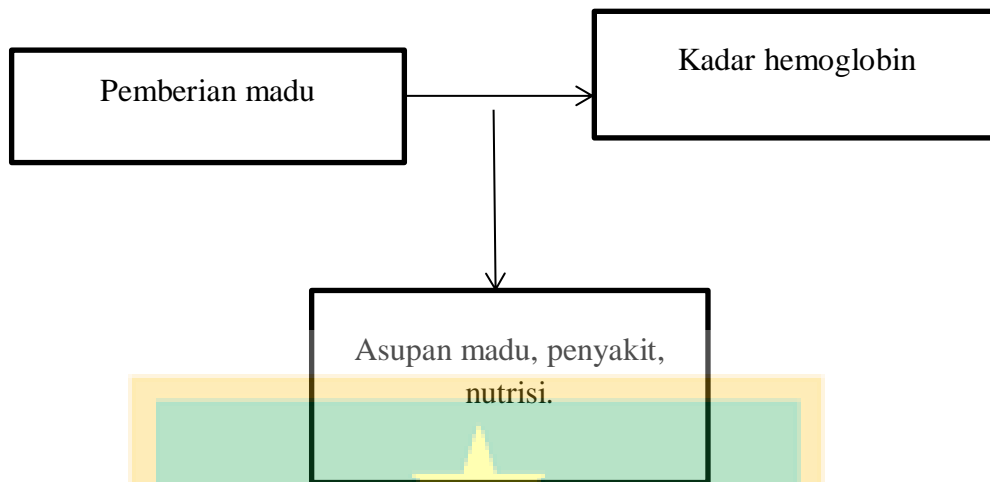 Pemberian madu
Kadar hemoglobin
Asupan madu, penyakit,
nutrisi.